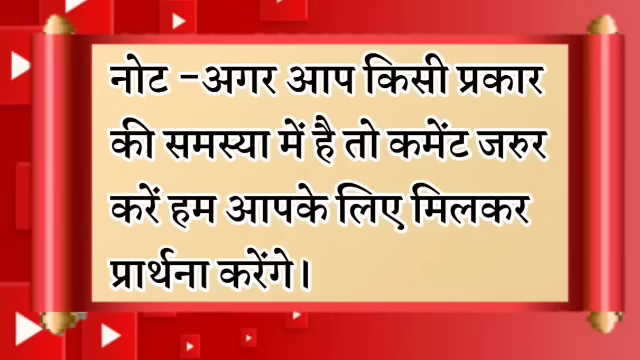 नोट -अगर आप किसी प्रकार
की समस्या में है तो कमेंट जरुर
करें हम आपके लिए मिलकर
प्रार्थना करेंगे।